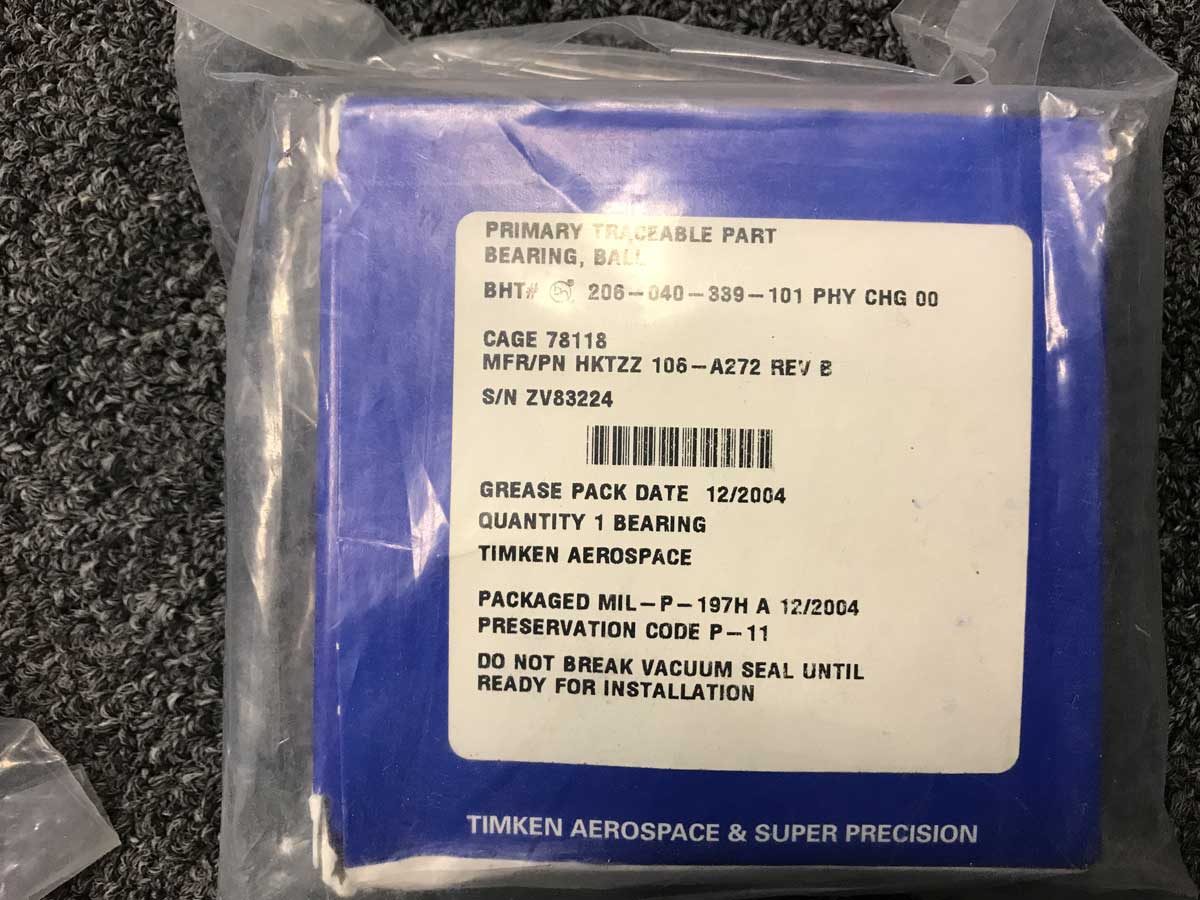 PRIMARY TRACEABLE PART
BEARING, BALL
BHT# 206-040-339-101 PHY CHG 00
CAGE 78118
MFR/PN HKTZZ 106-A272 REV B
S/N ZV83224
GREASE PACK DATE 12/2004
QUANTITY 1 BEARING
TIMKEN AEROSPACE
PACKAGED MIL-P-197H A 12/2004
PRESERVATION CODE P-11
DO NOT BREAK VACUUM SEAL UNTIL
READY FOR INSTALLATION
TIMKEN AEROSPACE & SUPER PRECISION